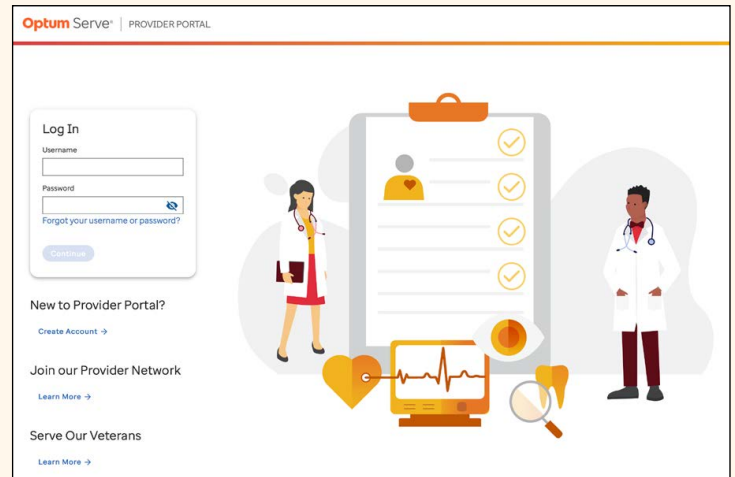 Optum Serve® | PROVIDER PORTAL
Log In
Username
Password
Forgot your username or password?
Continue
New to Provider Portal?
Create Account →
Join our Provider Network
Learn More →
Serve Our Veterans
Learn More →